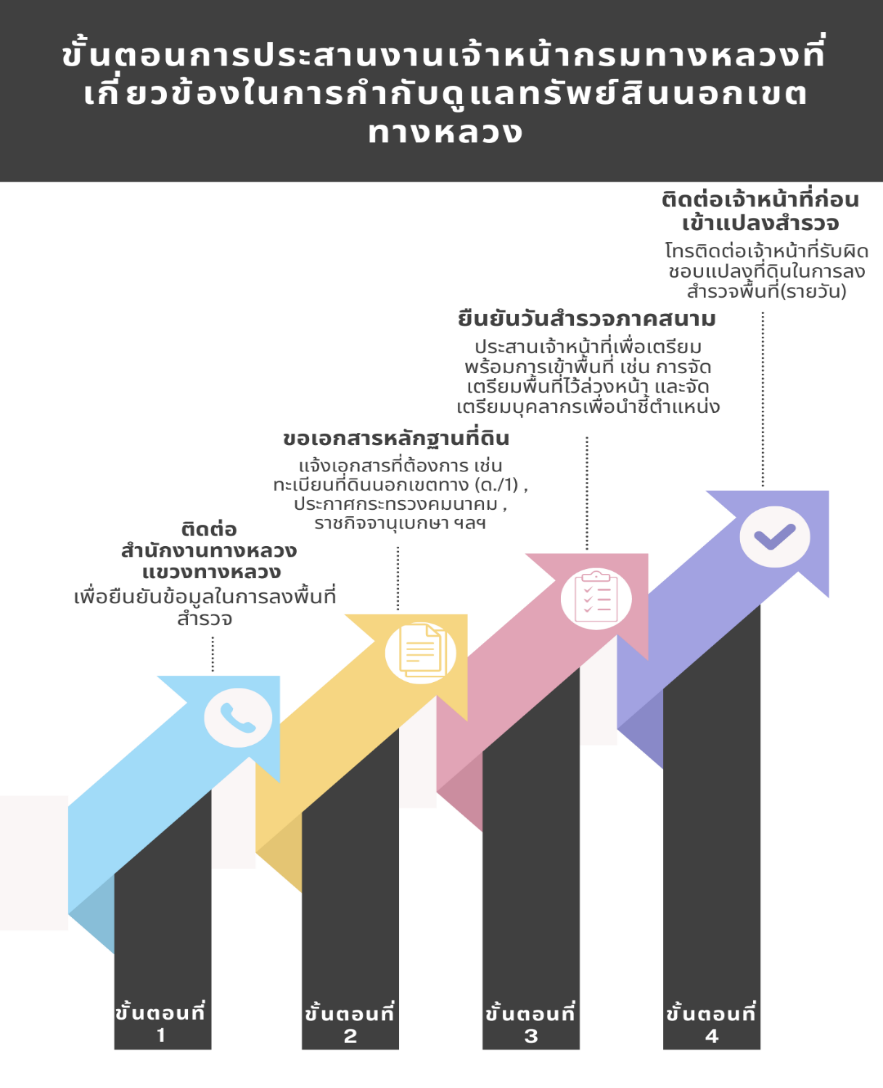 ขั้นตอนการประสานงานเจ้าหน้ากรมทางหลวงที่
เกี่ยวข้องในการกำกับดูแลทรัพย์สินนอกเขต
ทางหลวง
ติดต่อ
สำนักงานทางหลวง
แขวงทางหลวง
เพื่อยืนยันข้อมูลในการลงพื้นที่
สำรวจ
ขอเอกสารหลักฐานที่ดิน
แจ้งเอกสารที่ต้องการ เช่น
ทะเบียนที่ดินนอกเขตทาง (ด./1) ,
ประกาศกระทรวงคมนาคม ,
ราชกิจจานุเบกษา ฯลฯ
ยืนยันวันสำรวจภาคสนาม
ประสานเจ้าหน้าที่เพื่อเตรียม
พร้อมการเข้าพื้นที่ เช่น การจัด
เตรียมพื้นที่ไว้ล่วงหน้า และจัด
เตรียมบุคลากรเพื่อนำชี้ตำแหน่ง
ติดต่อเจ้าหน้าที่ก่อน
เข้าแปลงสำรวจ
โทรติดต่อเจ้าหน้าที่รับผิด
ชอบแปลงที่ดินในการลง
สำรวจพื้นที่(รายวัน)
ขั้นตอนที่
1
ขั้นตอนที่
2
ขั้นตอนที่
3
ขั้นตอนที่
4